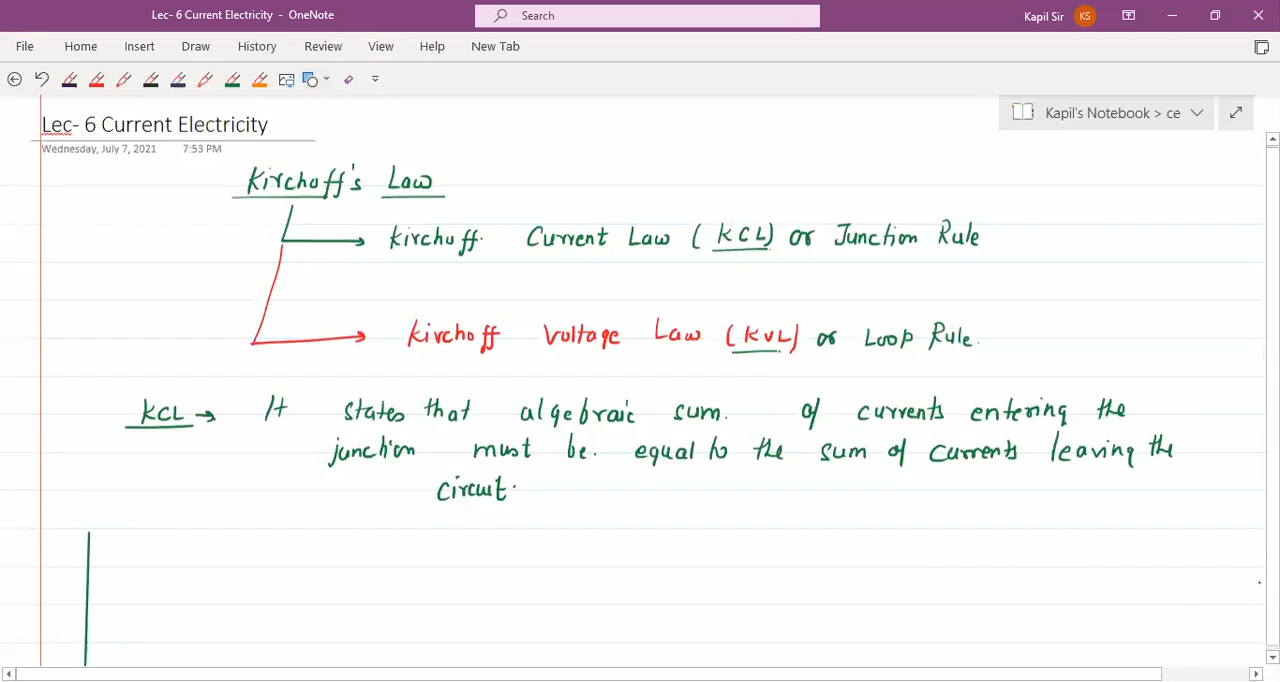 Lec- 6 Current Electricity - OneNote
Search
Kapil Sir KS
File Home Insert Draw History Review View Help New Tab
Kapil's Notebook > ce
Lec- 6 Current Electricity
Wednesday, July 7, 2021 7:53 PM
Kirchoff's Law
Kirchoff. Current Law (KCL) or Junction Rule
Kirchoff Voltage Law (KVL) or Loop Rule.
KCL → It states that algebraic sum. of currents entering the
junction must be. equal to the sum of currents leaving the
circuit.